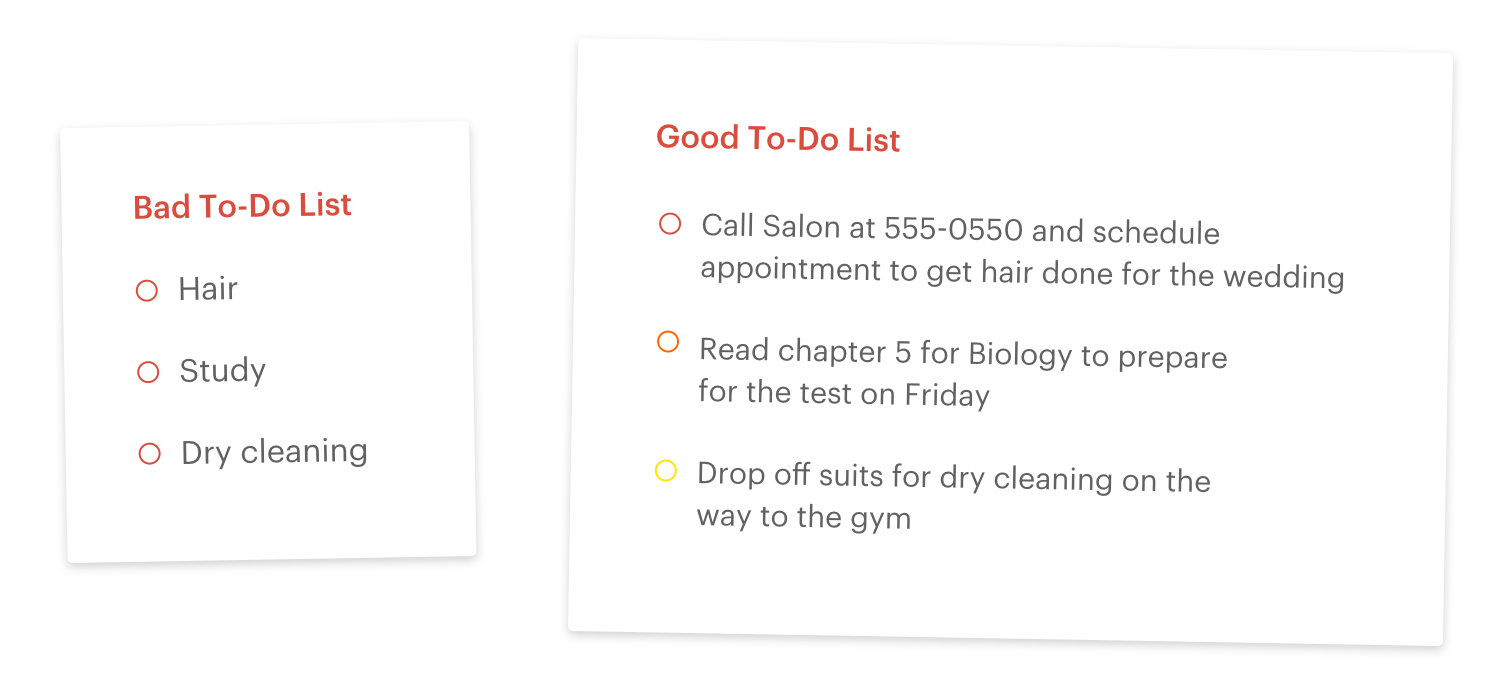 Bad To-Do List
Hair
Study
Dry cleaning
Good To-Do List
Call Salon at 555-0550 and schedule
appointment to get hair done for the wedding
Read chapter 5 for Biology to prepare
for the test on Friday
Drop off suits for dry cleaning on the
way to the gym